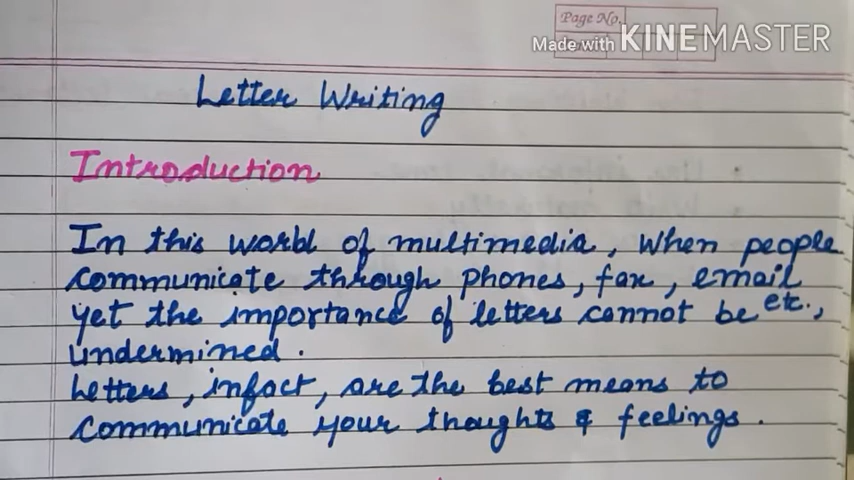 Page No.
Made with KINEMASTER
Letter Writing
Introduction
In this world of multimedia, when people
communicate through phones, fax, email
yet the importance of letters cannot be etc.,
undermined.
Letters, infact, are the best means to
communicate your thoughts & feelings.